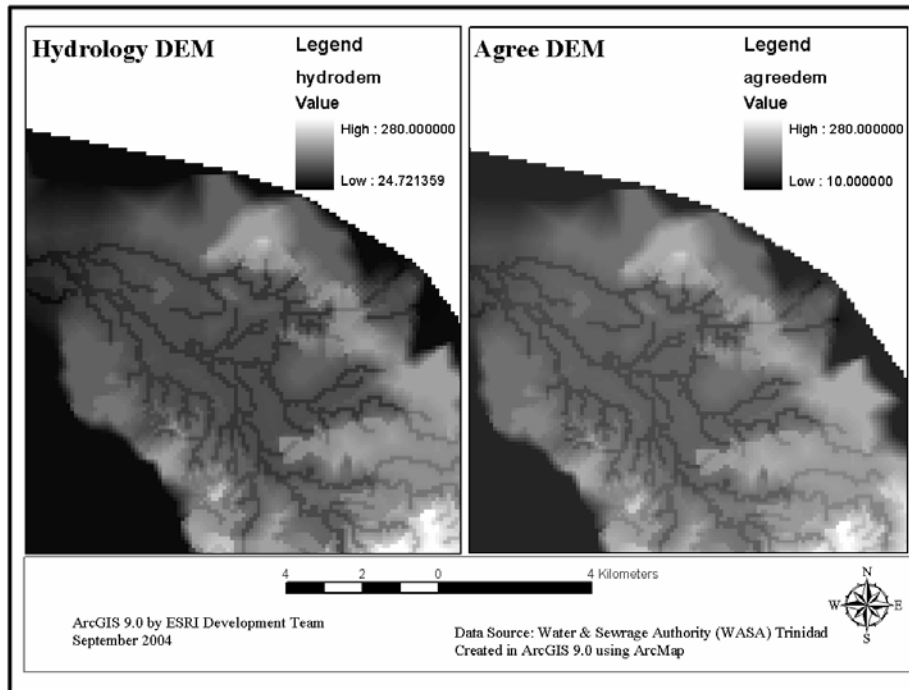 Hydrology DEM
Legend
hydrodem
Value
High : 280.000000
Low : 24.721359
Agree DEM
Legend
agreedem
Value
High : 280.000000
Low : 10.000000
4 2 0 4 Kilometers
ArcGIS 9.0 by ESRI Development Team
September 2004
Data Source: Water & Sewrage Authority (WASA) Trinidad
Created in ArcGIS 9.0 using ArcMap
N
W E
S